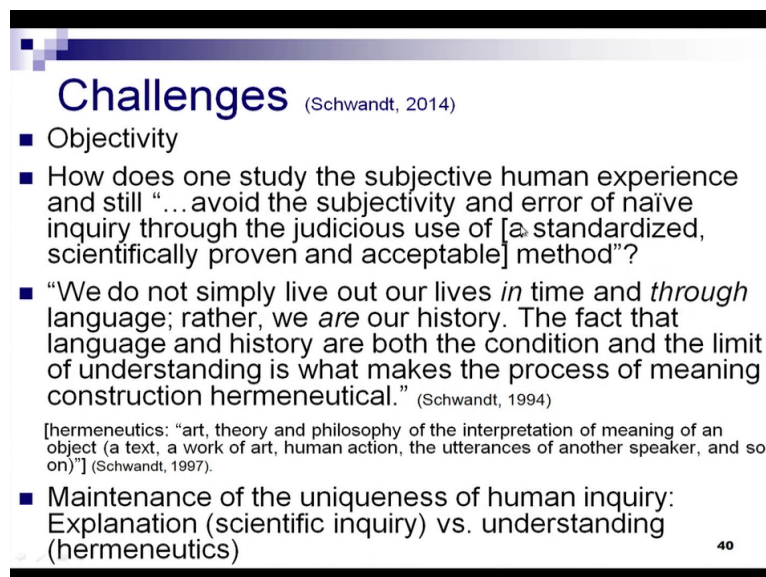 Challenges (Schwandt, 2014)
Objectivity
How does one study the subjective human experience
and still “…avoid the subjectivity and error of naïve
inquiry through the judicious use of [a standardized,
scientifically proven and acceptable] method”?
“We do not simply live out our lives in time and through
language; rather, we are our history. The fact that
language and history are both the condition and the limit
of understanding is what makes the process of meaning
construction hermeneutical.” (Schwandt, 1994)
[hermeneutics: “art, theory and philosophy of the interpretation of meaning of an
object (a text, a work of art, human action, the utterances of another speaker, and so
on)”] (Schwandt, 1997).
Maintenance of the uniqueness of human inquiry:
Explanation (scientific inquiry) vs. understanding
(hermeneutics)
40